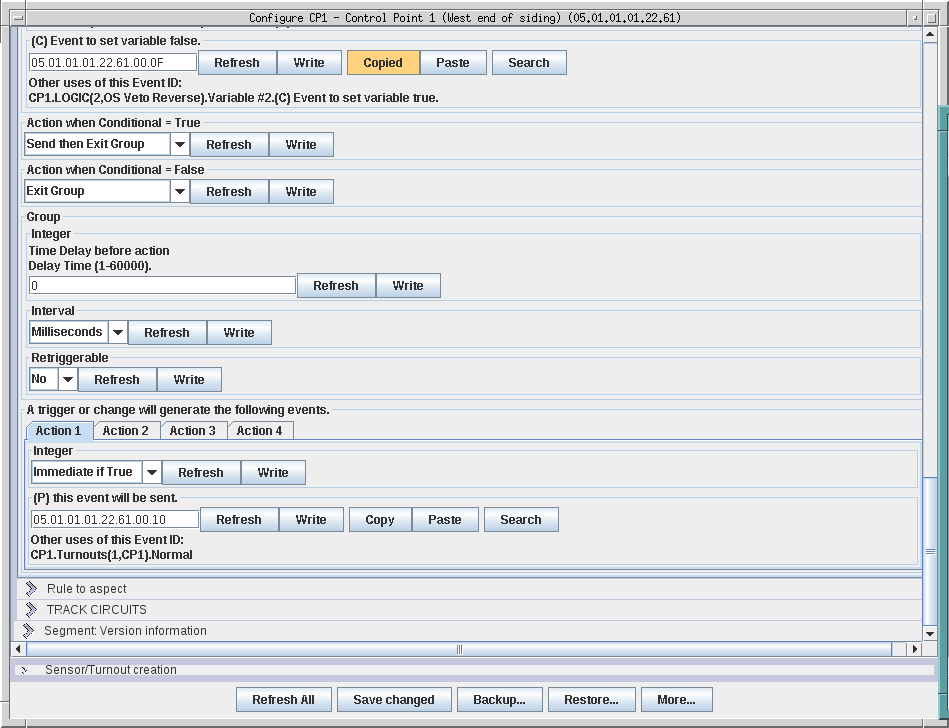 Configure CP1 - Control Point 1 (West end of siding) (05.01.01.01.22.61)
(C) Event to set variable false.
05.01.01.01.22.61.00.0F Refresh Write Copied Paste Search
Other uses of this Event ID:
CP1.LOGIC(2,OS Veto Reverse).Variable #2.(C) Event to set variable true.
Action when Conditional = True
Send then Exit Group Refresh Write
Action when Conditional = False
Exit Group Refresh Write
Group
Integer
Time Delay before action
Delay Time (1-60000).
0 Refresh Write
Interval
Milliseconds Refresh Write
Retriggerable
No Refresh Write
A trigger or change will generate the following events.
Action 1 Action 2 Action 3 Action 4
Integer
Immediate if True Refresh Write
(P) this event will be sent.
05.01.01.01.22.61.00.10 Refresh Write Copy Paste Search
Other uses of this Event ID:
CP1.Turnouts(1,CP1).Normal
Rule to aspect
TRACK CIRCUITS
Segment: Version information
Sensor/Turnout creation
Refresh All Save changed Backup... Restore... More...